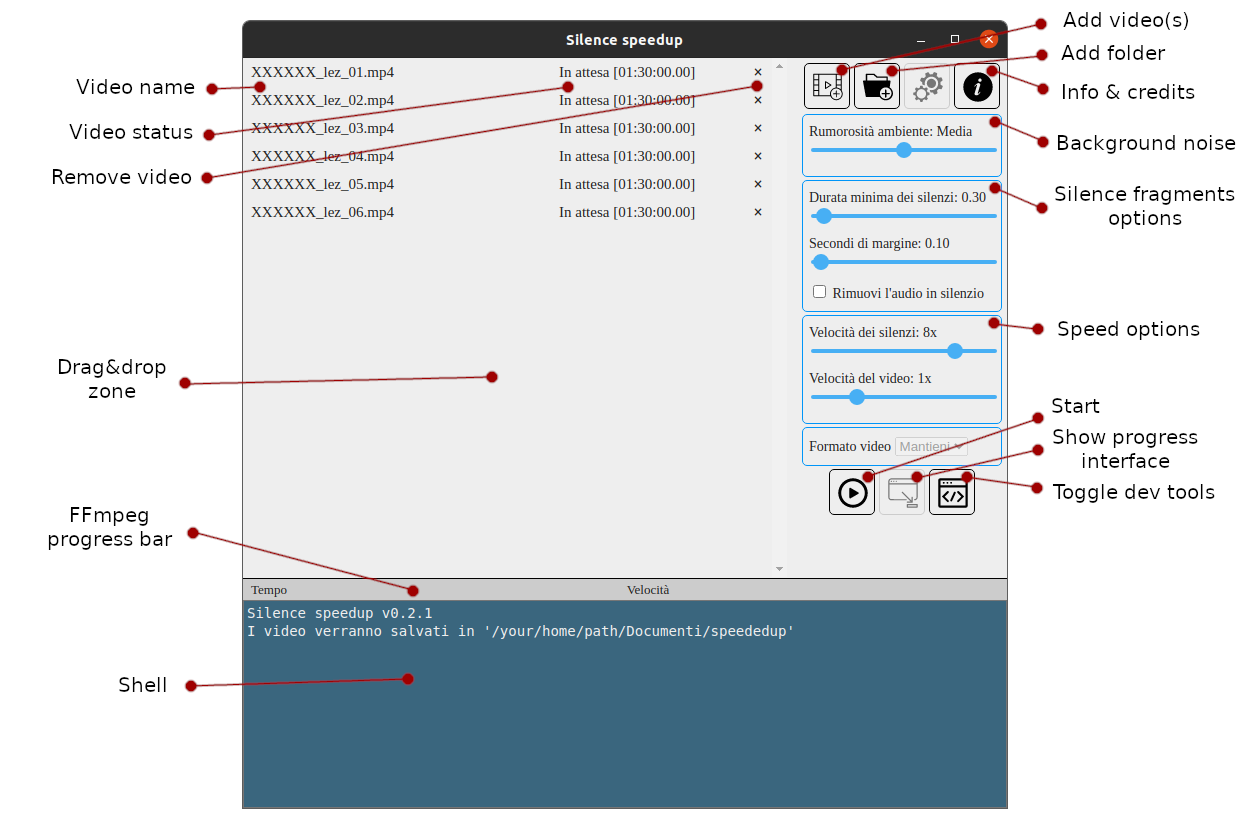 Silence speedup
Add video(s)
Add folder
Info & credits
Background noise
Silence fragments
options
Speed options
Start
Show progress
interface
Toggle dev tools
Video name
Video status
Remove video
Drag&drop
zone
FFmpeg
progress bar
Shell
XXXXXX_lez_01.mp4 In attesa [01:30:00.00] ×
XXXXXX_lez_02.mp4 In attesa [01:30:00.00] ×
XXXXXX_lez_03.mp4 In attesa [01:30:00.00] ×
XXXXXX_lez_04.mp4 In attesa [01:30:00.00] ×
XXXXXX_lez_05.mp4 In attesa [01:30:00.00] ×
XXXXXX_lez_06.mp4 In attesa [01:30:00.00] ×
Rumorosità ambiente: Media
Durata minima dei silenzi: 0.30
Secondi di margine: 0.10
Rimuovi l'audio in silenzio
Velocità dei silenzi: 8x
Velocità del video: 1x
Formato video Mantieni
Tempo Velocità
Silence speedup v0.2.1
I video verranno salvati in '/your/home/path/Documenti/speededup'